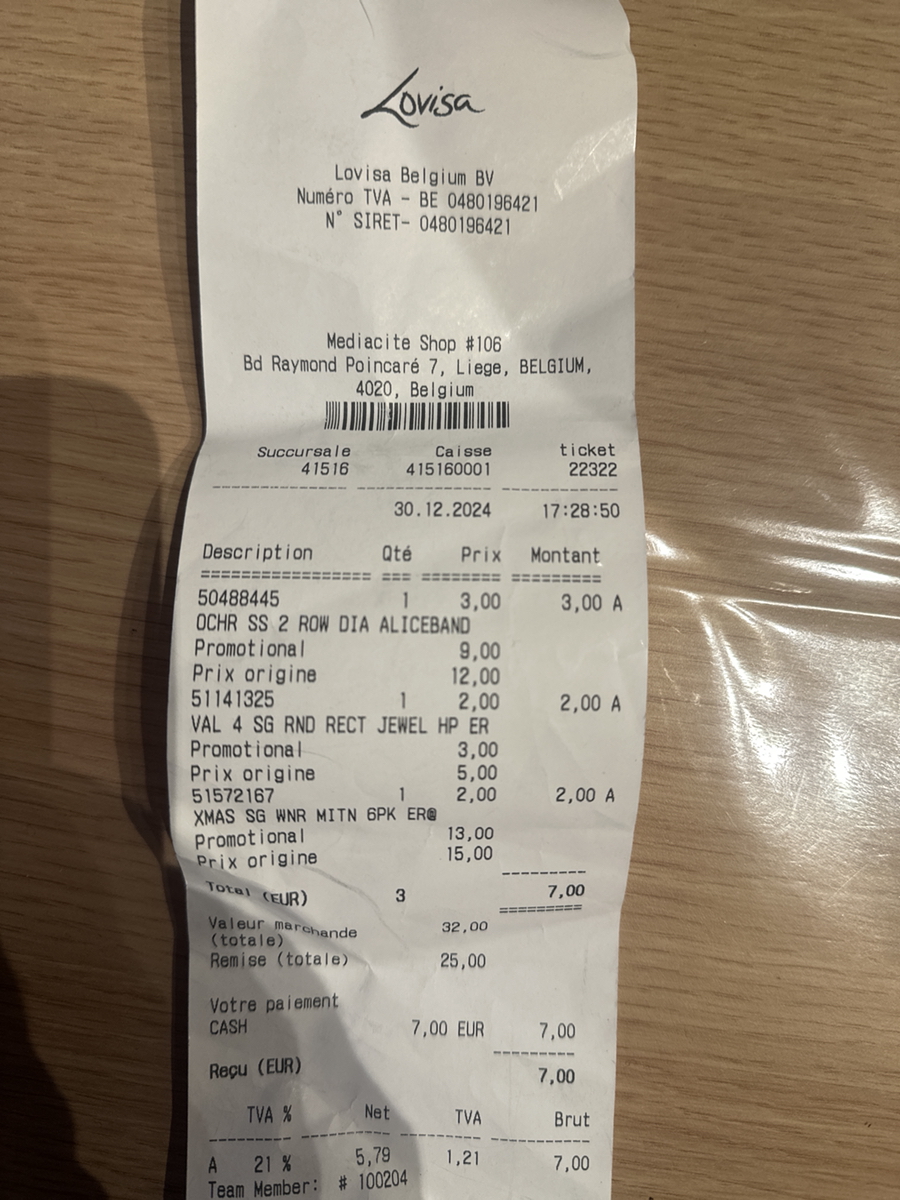 Lovisa
Lovisa Belgium BV
Numéro TVA - BE 0480196421
N° SIRET- 0480196421
Mediacite Shop #106
Bd Raymond Poincaré 7, Liege, BELGIUM,
4020, Belgium
Succursale Caisse ticket
41516 415160001 22322
30.12.2024 17:28:50
Description Qté Prix Montant
50488445 1 3,00 3,00 A
OCHR SS 2 ROW DIA ALICEBAND
Promotional 9,00
Prix origine 12,00
51141325 1 2,00 2,00 A
VAL 4 SG RND RECT JEWEL HP ER
Promotional 3,00
Prix origine 5,00
51572167 1 2,00 2,00 A
XMAS SG WNR MITN 6PK ER@
Promotional 13,00
Prix origine 15,00
Total (EUR) 3 7,00
Valeur marchande 32,00
(totale)
Remise (totale) 25,00
Votre paiement
CASH 7,00 EUR 7,00
Reçu (EUR) 7,00
TVA % Net TVA Brut
A 21 % 5,79 1,21 7,00
Team Member: # 100204